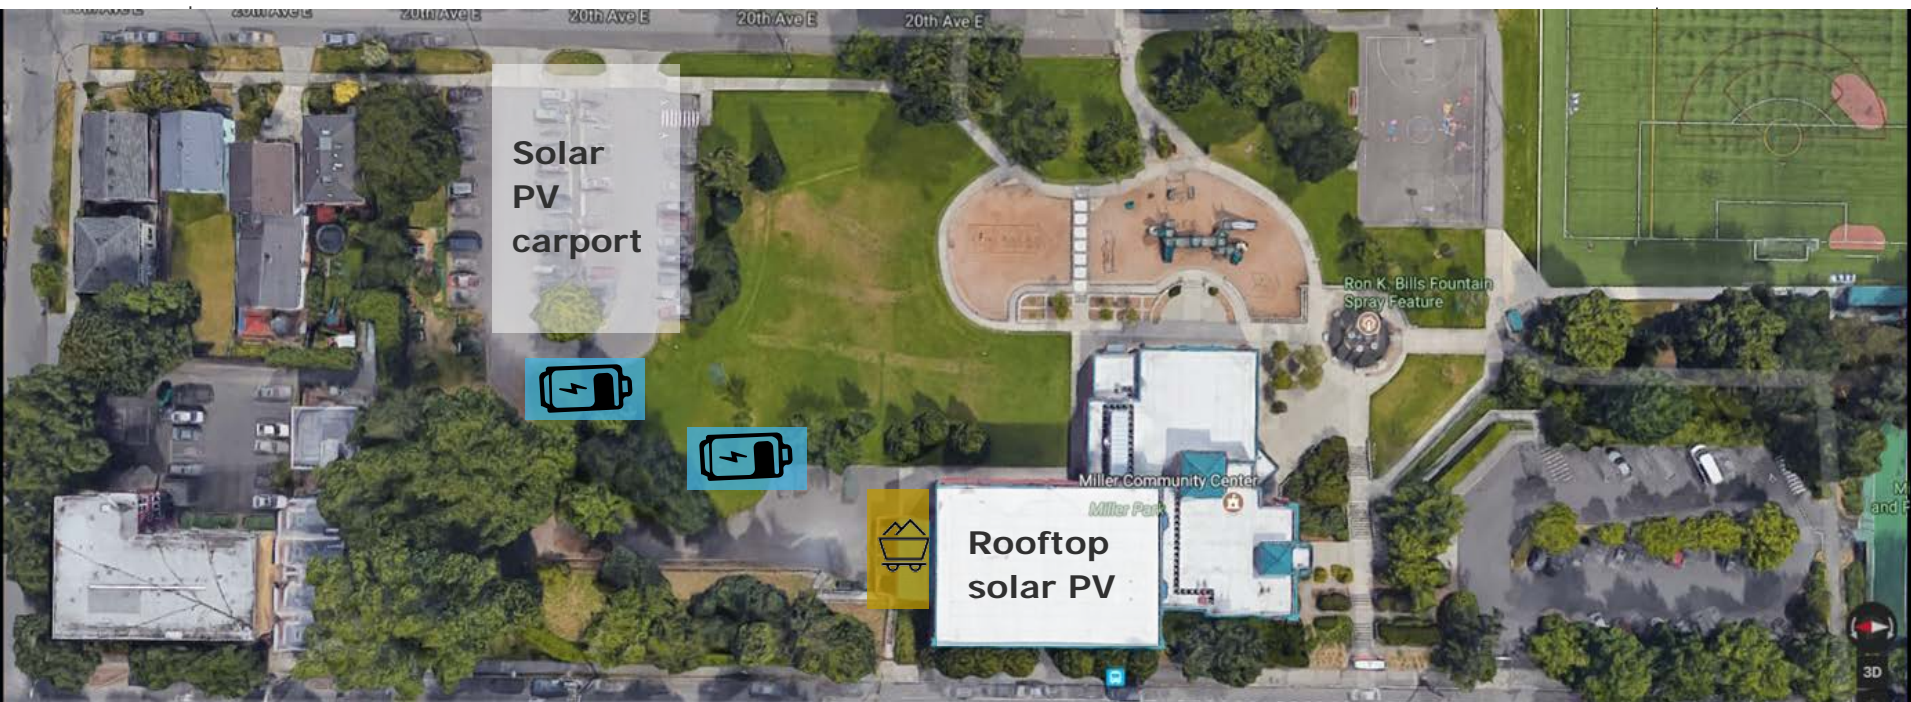 20th Ave E
20th Ave E
20th Ave E
20th Ave E
20th Ave E
Solar
PV
carport
Ron K. Bills Fountain
Spray Feature
Miller Community Center
Miller Park
Rooftop
solar PV
and
3D